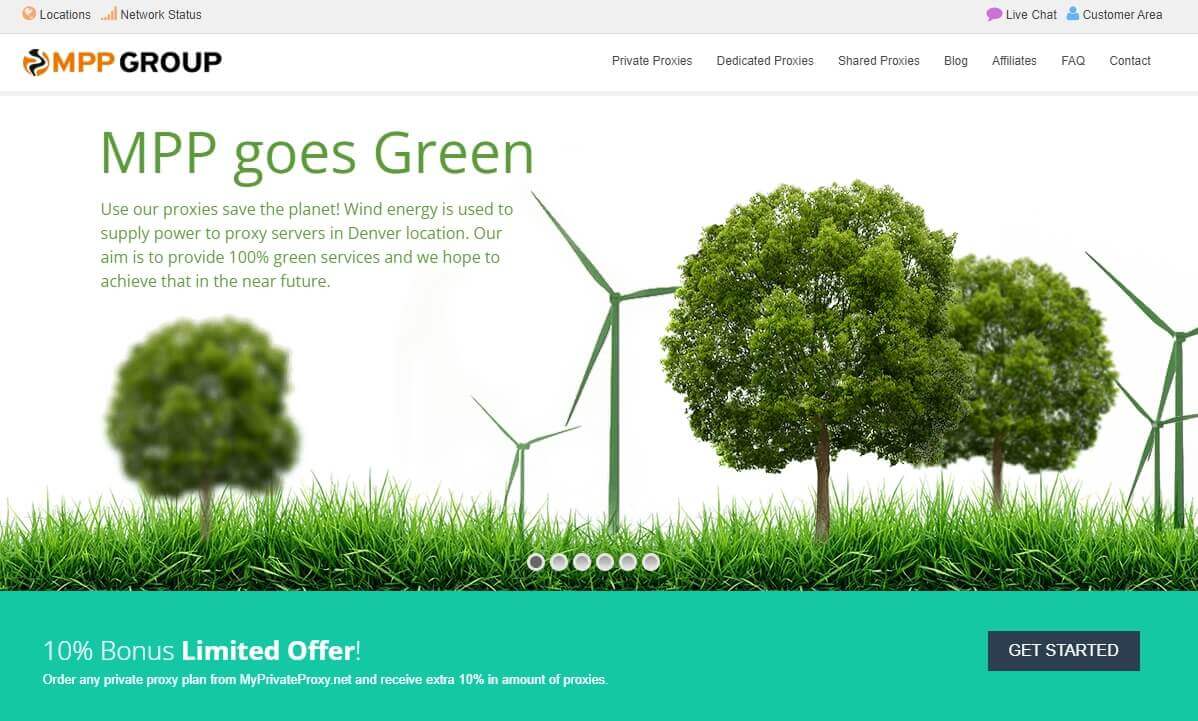 Locations Network Status Live Chat Customer Area
MPP GROUP Private Proxies Dedicated Proxies Shared Proxies Blog Affiliates FAQ Contact
MPP goes Green
Use our proxies save the planet! Wind energy is used to
supply power to proxy servers in Denver location. Our
aim is to provide 100% green services and we hope to
achieve that in the near future.
10% Bonus Limited Offer!
Order any private proxy plan from MyPrivateProxy.net and receive extra 10% in amount of proxies.
GET STARTED